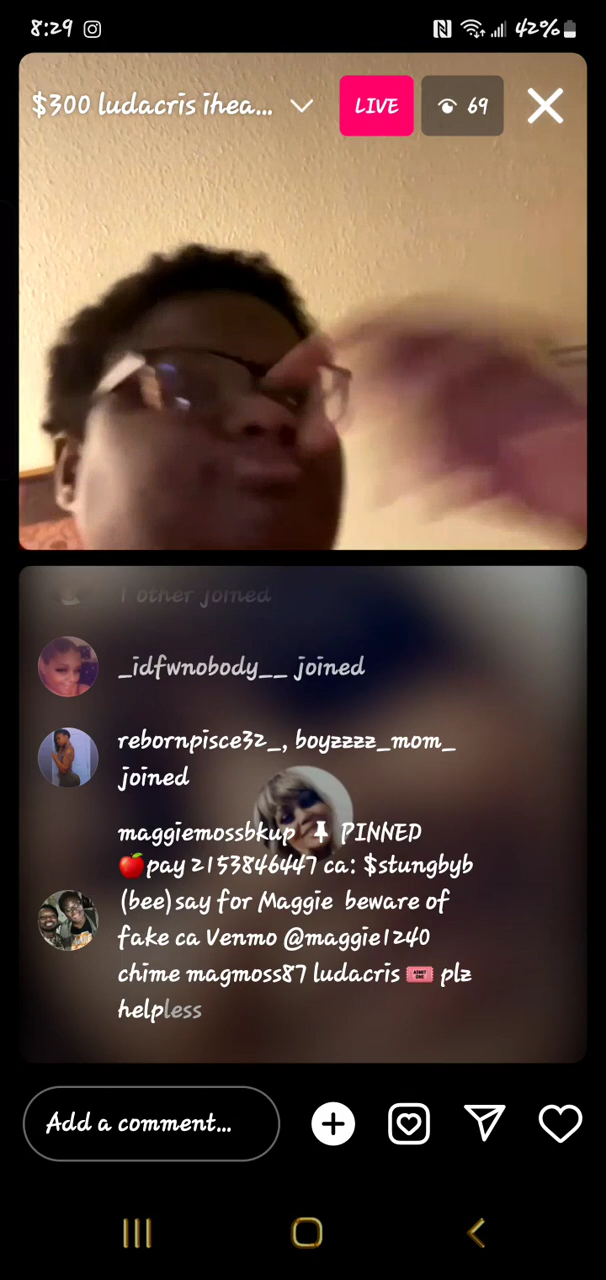 8:29
42%
$300 ludacris ihea...
LIVE
69
1 other joined
_idfwnobody__ joined
rebornpisce32_, boyzzzz_mom_
joined
maggiemossbkup 📌 PINNED
🍎pay 2153846447 ca: $stungbyb
(bee)say for Maggie beware of
fake ca Venmo @maggie1240
chime magmoss87 ludacris 🎟️ plz
helpless
Add a comment...